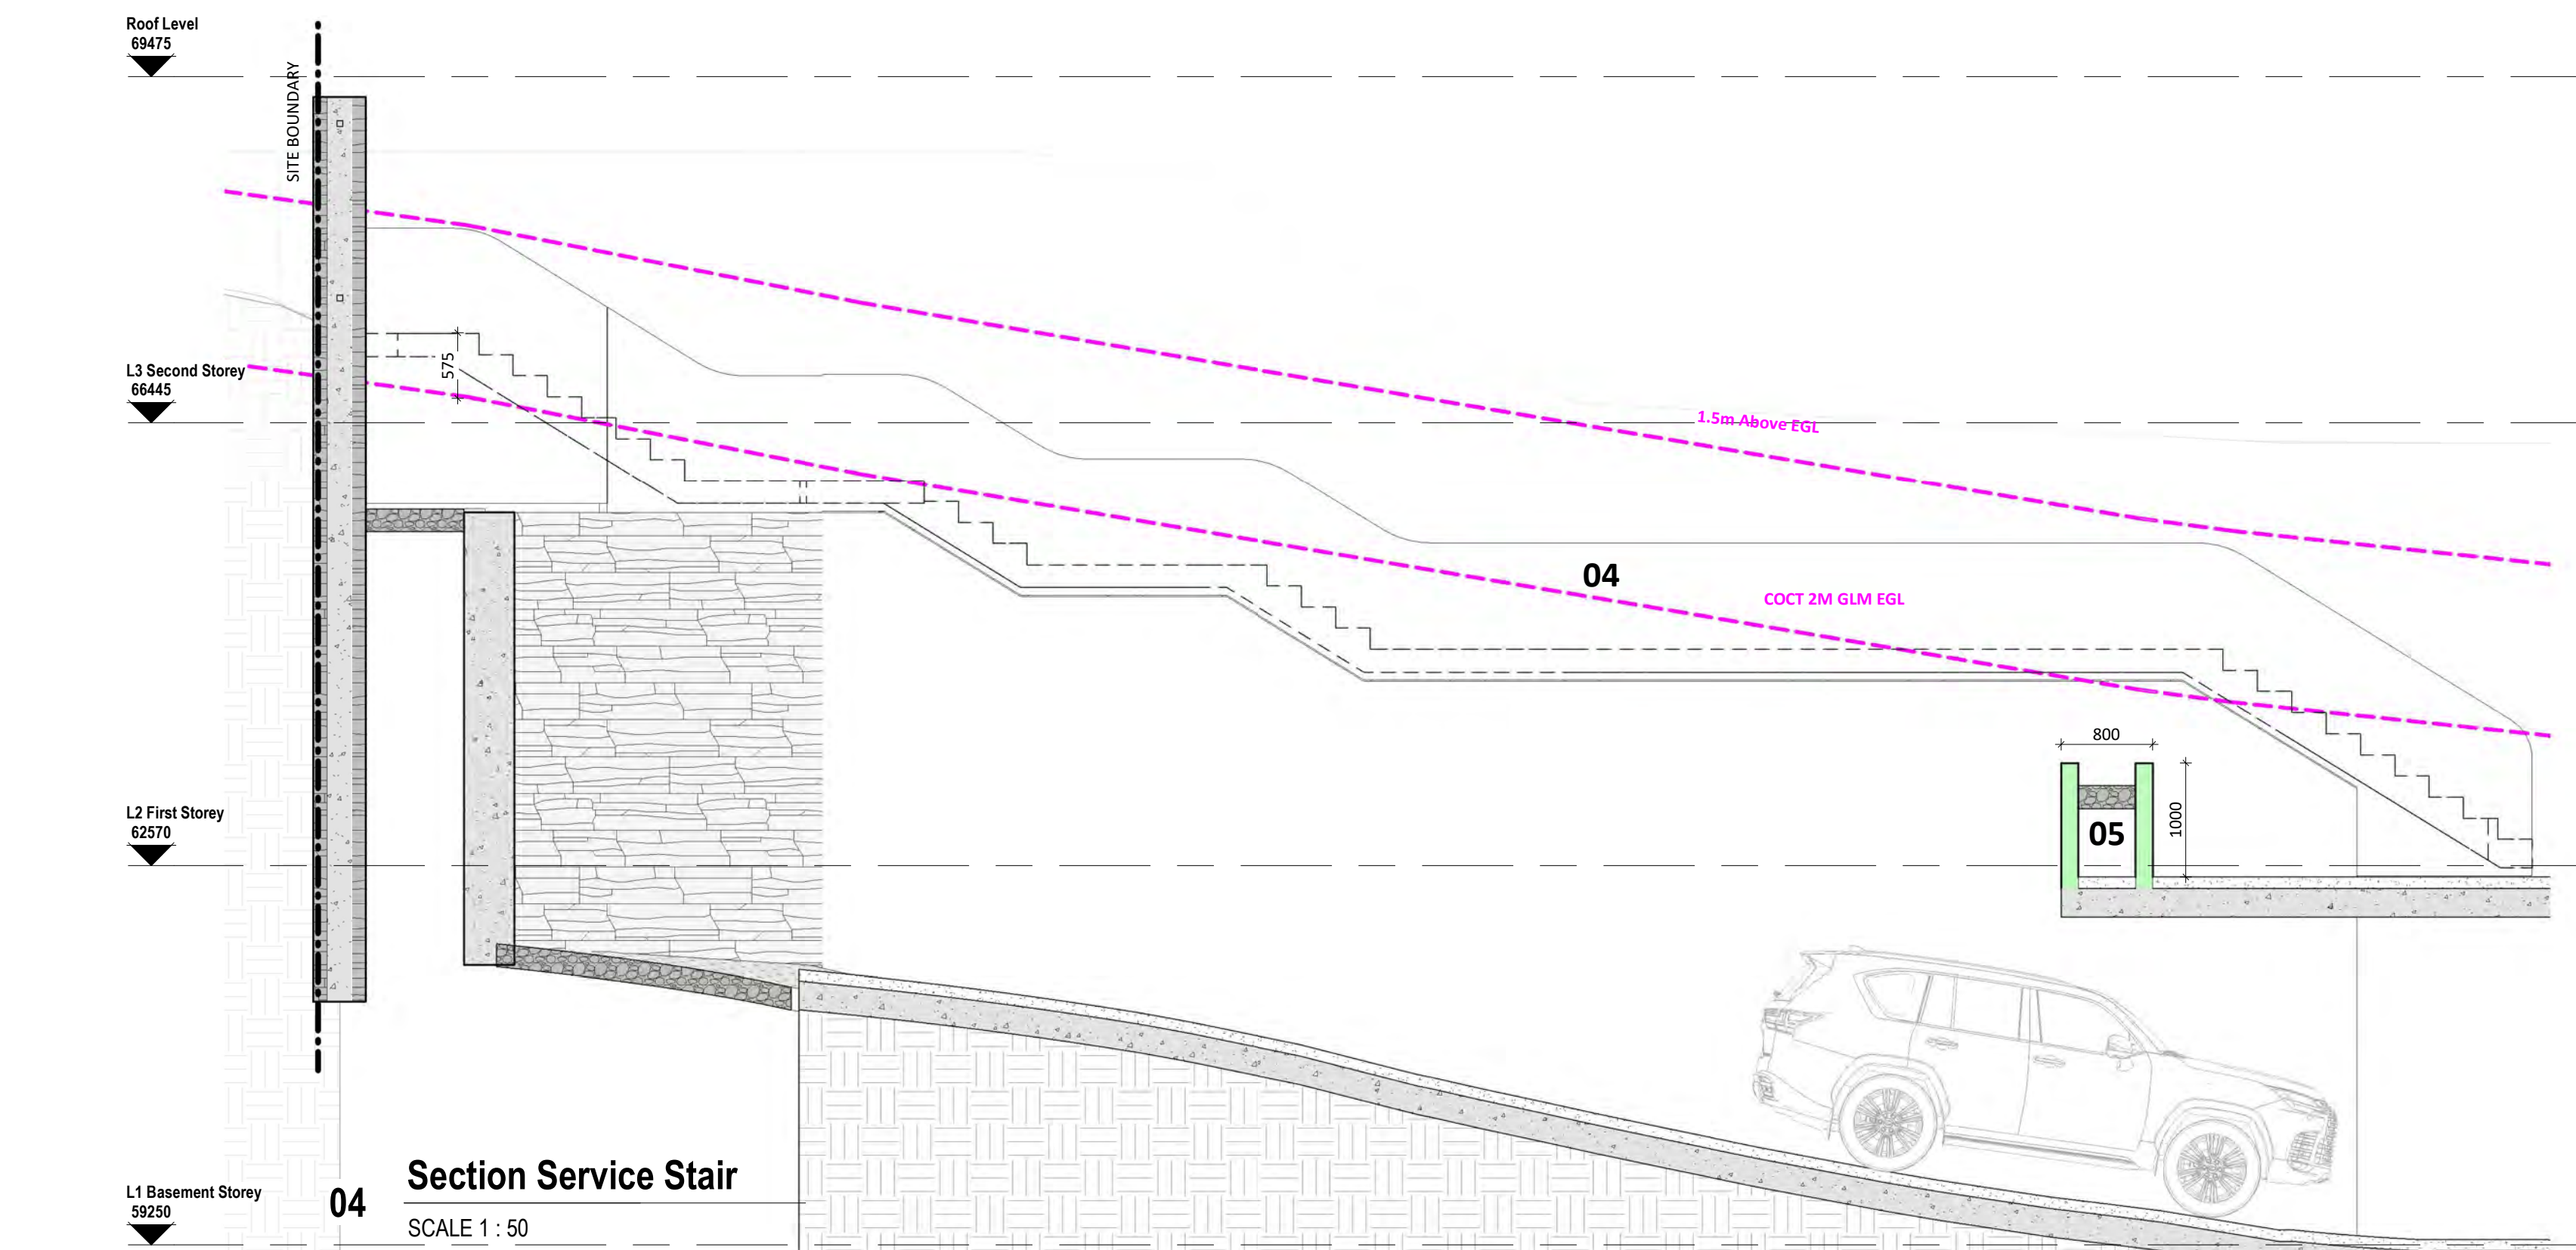 Roof Level
69475
SITE BOUNDARY
L3 Second Storey
66445
575
1.5m Above EGL
04
COCT 2M GLM EGL
800
1000
05
L2 First Storey
62570
L1 Basement Storey
59250
04
Section Service Stair
SCALE 1 : 50